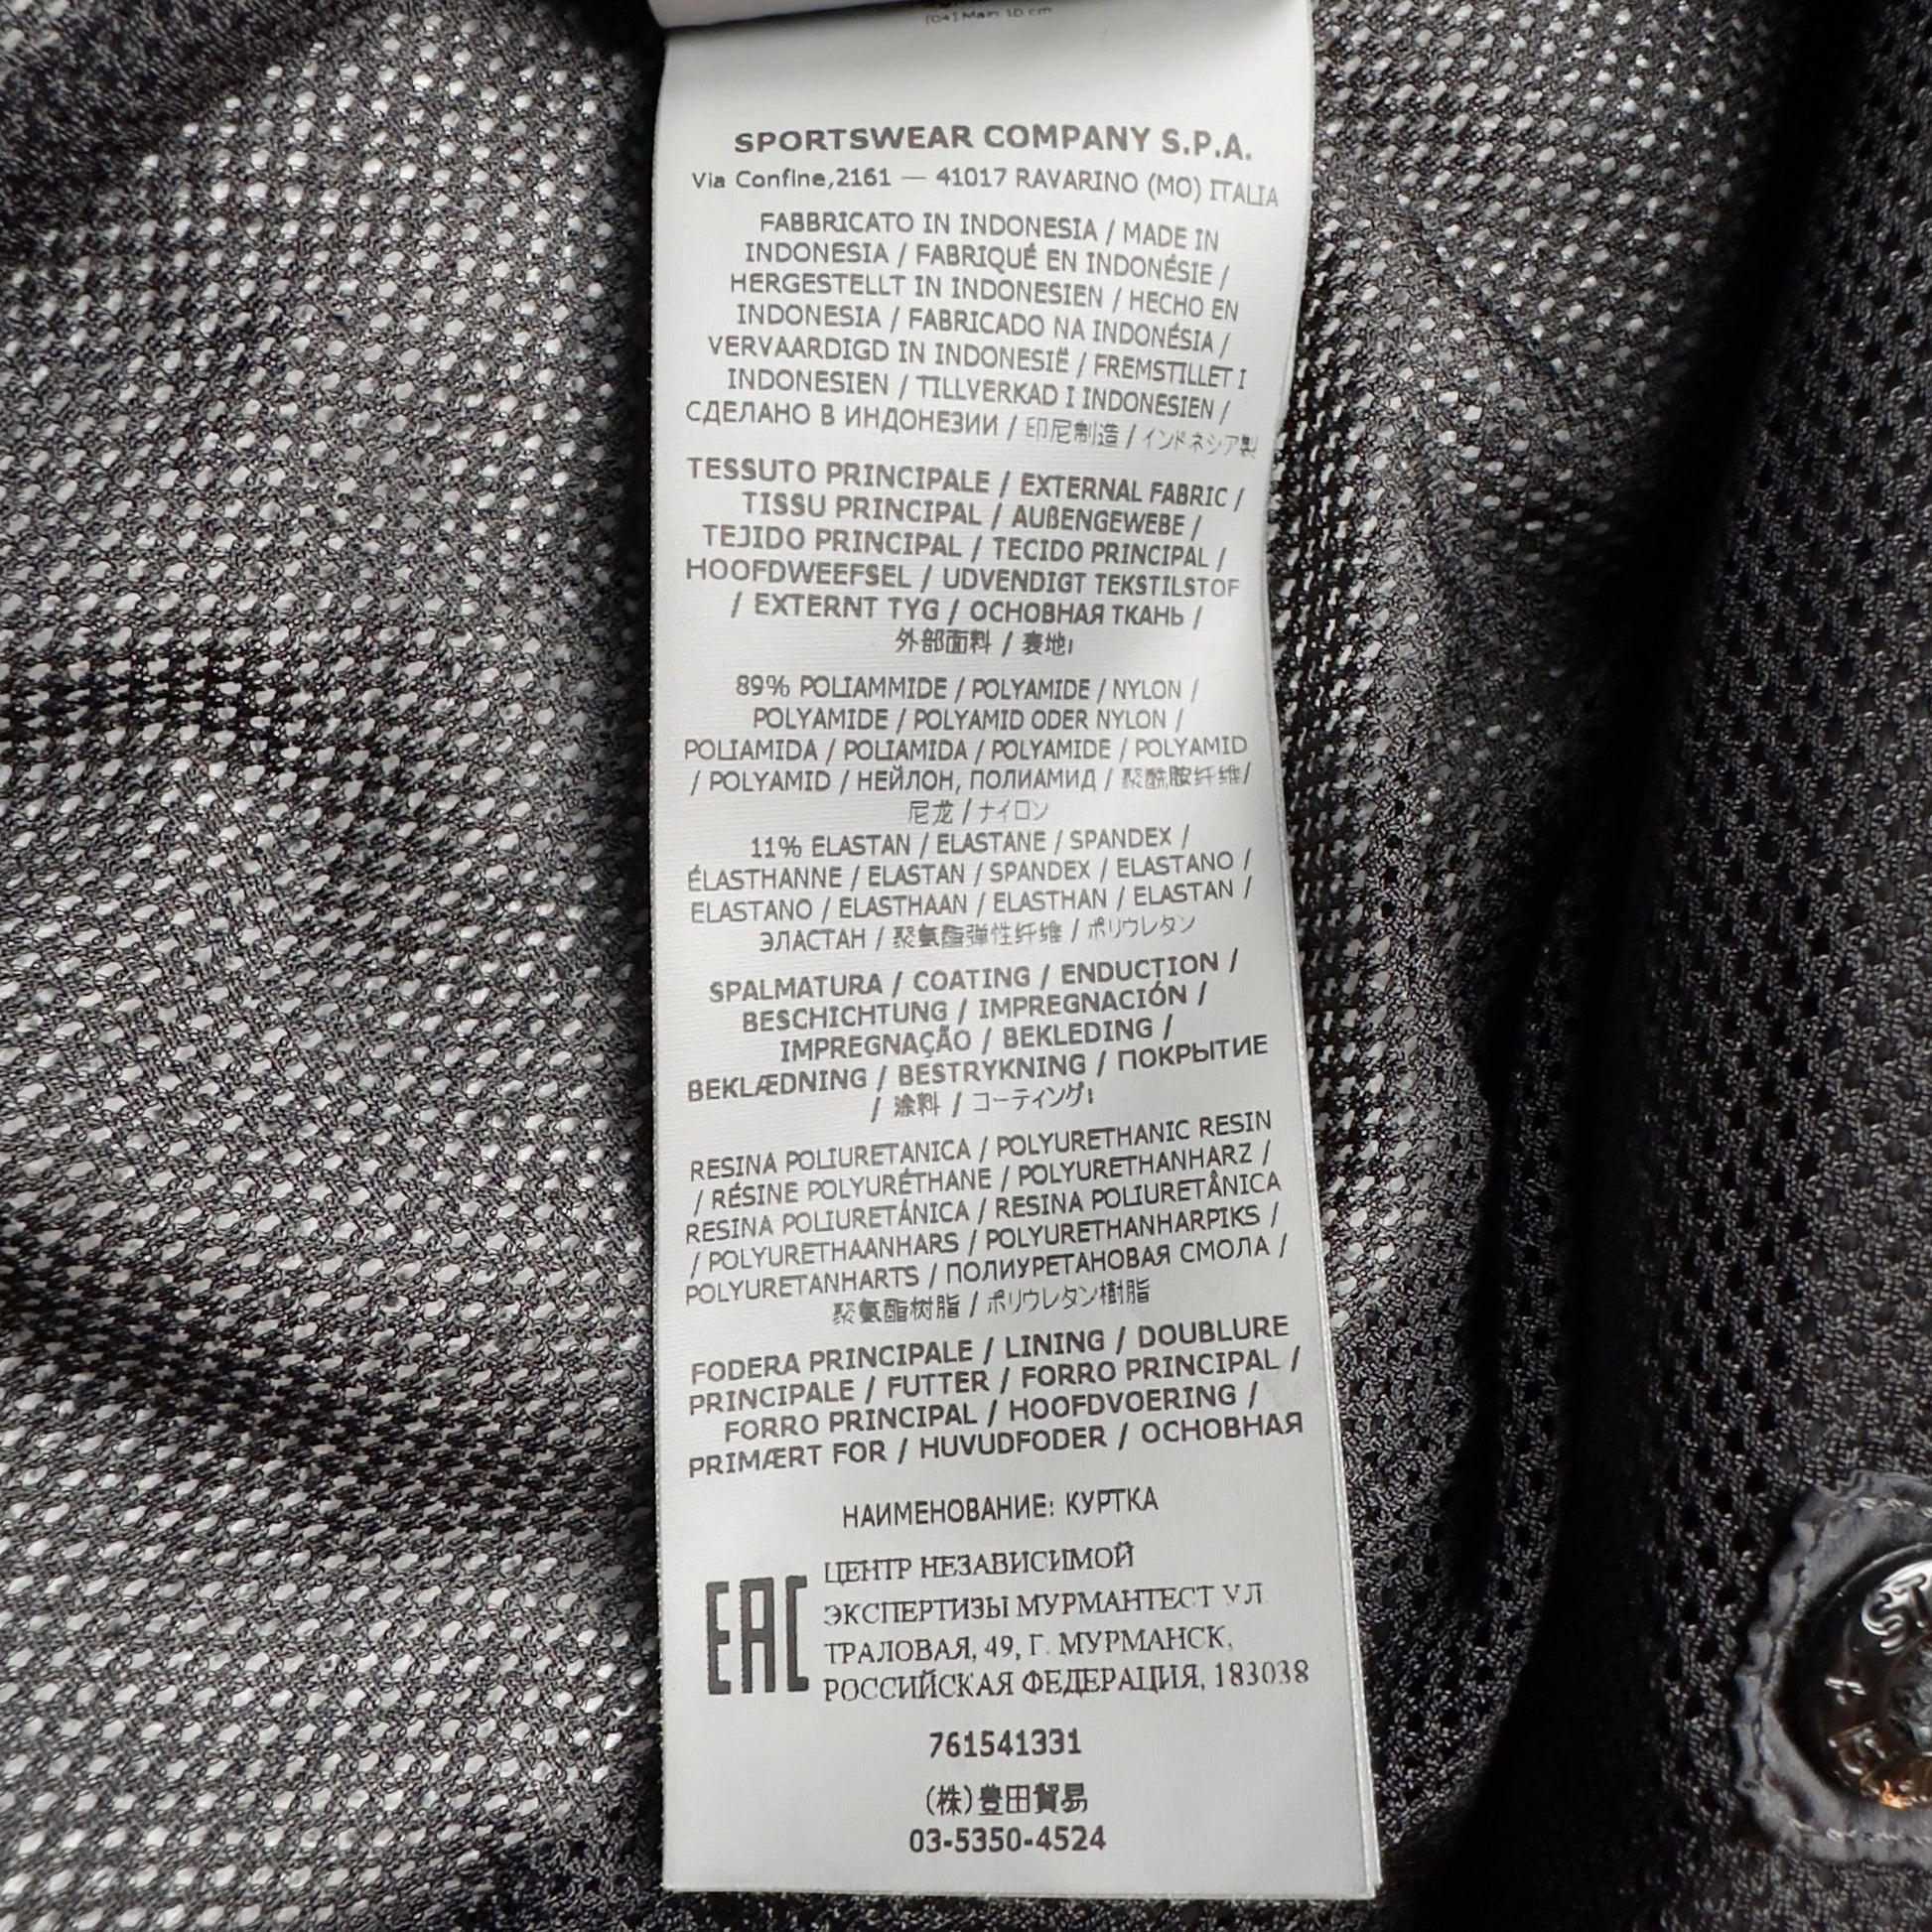 [04] Main 10 cm
SPORTSWEAR COMPANY S.P.A.
Via Confine,2161 — 41017 RAVARINO (MO) ITALIA
FABBRICATO IN INDONESIA / MADE IN
INDONESIA / FABRIQUÉ EN INDONÉSIE /
HERGESTELLT IN INDONESIEN / HECHO EN
INDONESIA / FABRICADO NA INDONÉSIA /
VERVAARDIGD IN INDONESIË / FREMSTILLET I
INDONESIEN / TILLVERKAD I INDONESIEN /
СДЕЛАНО В ИНДОНЕЗИИ / 印尼制造 / インドネシア製
TESSUTO PRINCIPALE / EXTERNAL FABRIC /
TISSU PRINCIPAL / AUßENGEWEBE /
TEJIDO PRINCIPAL / TECIDO PRINCIPAL /
HOOFDWEEFSEL / UDVENDIGT TEKSTILSTOF
/ EXTERNT TYG / ОСНОВНАЯ ТКАНЬ /
外部面料 / 表地:
89% POLIAMMIDE / POLYAMIDE / NYLON /
POLYAMIDE / POLYAMID ODER NYLON /
POLIAMIDA / POLIAMIDA / POLYAMIDE / POLYAMID
/ POLYAMID / НЕЙЛОН, ПОЛИАМИД / 聚酰胺纤维/
尼龙 / ナイロン
11% ELASTAN / ELASTANE / SPANDEX /
ÉLASTHANNE / ELASTAN / SPANDEX / ELASTANO /
ELASTANO / ELASTHAAN / ELASTHAN / ELASTAN /
ЭЛАСТАН / 聚氨酯弹性纤维 / ポリウレタン
SPALMATURA / COATING / ENDUCTION /
BESCHICHTUNG / IMPREGNACIÓN /
IMPREGNAÇÃO / BEKLEDING /
BEKLÆDNING / BESTRYKNING / ПОКРЫТИЕ
/ 涂料 / コーティング:
RESINA POLIURETANICA / POLYURETHANIC RESIN
/ RÉSINE POLYURÉTHANE / POLYURETHANHARZ /
RESINA POLIURETÁNICA / RESINA POLIURETÂNICA
/ POLYURETHAANHARS / POLYURETHANHARPIKS /
POLYURETANHARTS / ПОЛИУРЕТАНОВАЯ СМОЛА /
聚氨酯树脂 / ポリウレタン樹脂
FODERA PRINCIPALE / LINING / DOUBLURE
PRINCIPALE / FUTTER / FORRO PRINCIPAL /
FORRO PRINCIPAL / HOOFDVOERING /
PRIMÆRT FOR / HUVUDFODER / ОСНОВНАЯ
НАИМЕНОВАНИЕ: КУРТКА
EAC
ЦЕНТР НЕЗАВИСИМОЙ
ЭКСПЕРТИЗЫ МУРМАНТЕСТ УЛ.
ТРАЛОВАЯ, 49, Г. МУРМАНСК,
РОССИЙСКАЯ ФЕДЕРАЦИЯ, 183038
761541331
(株)豊田貿易
03-5350-4524